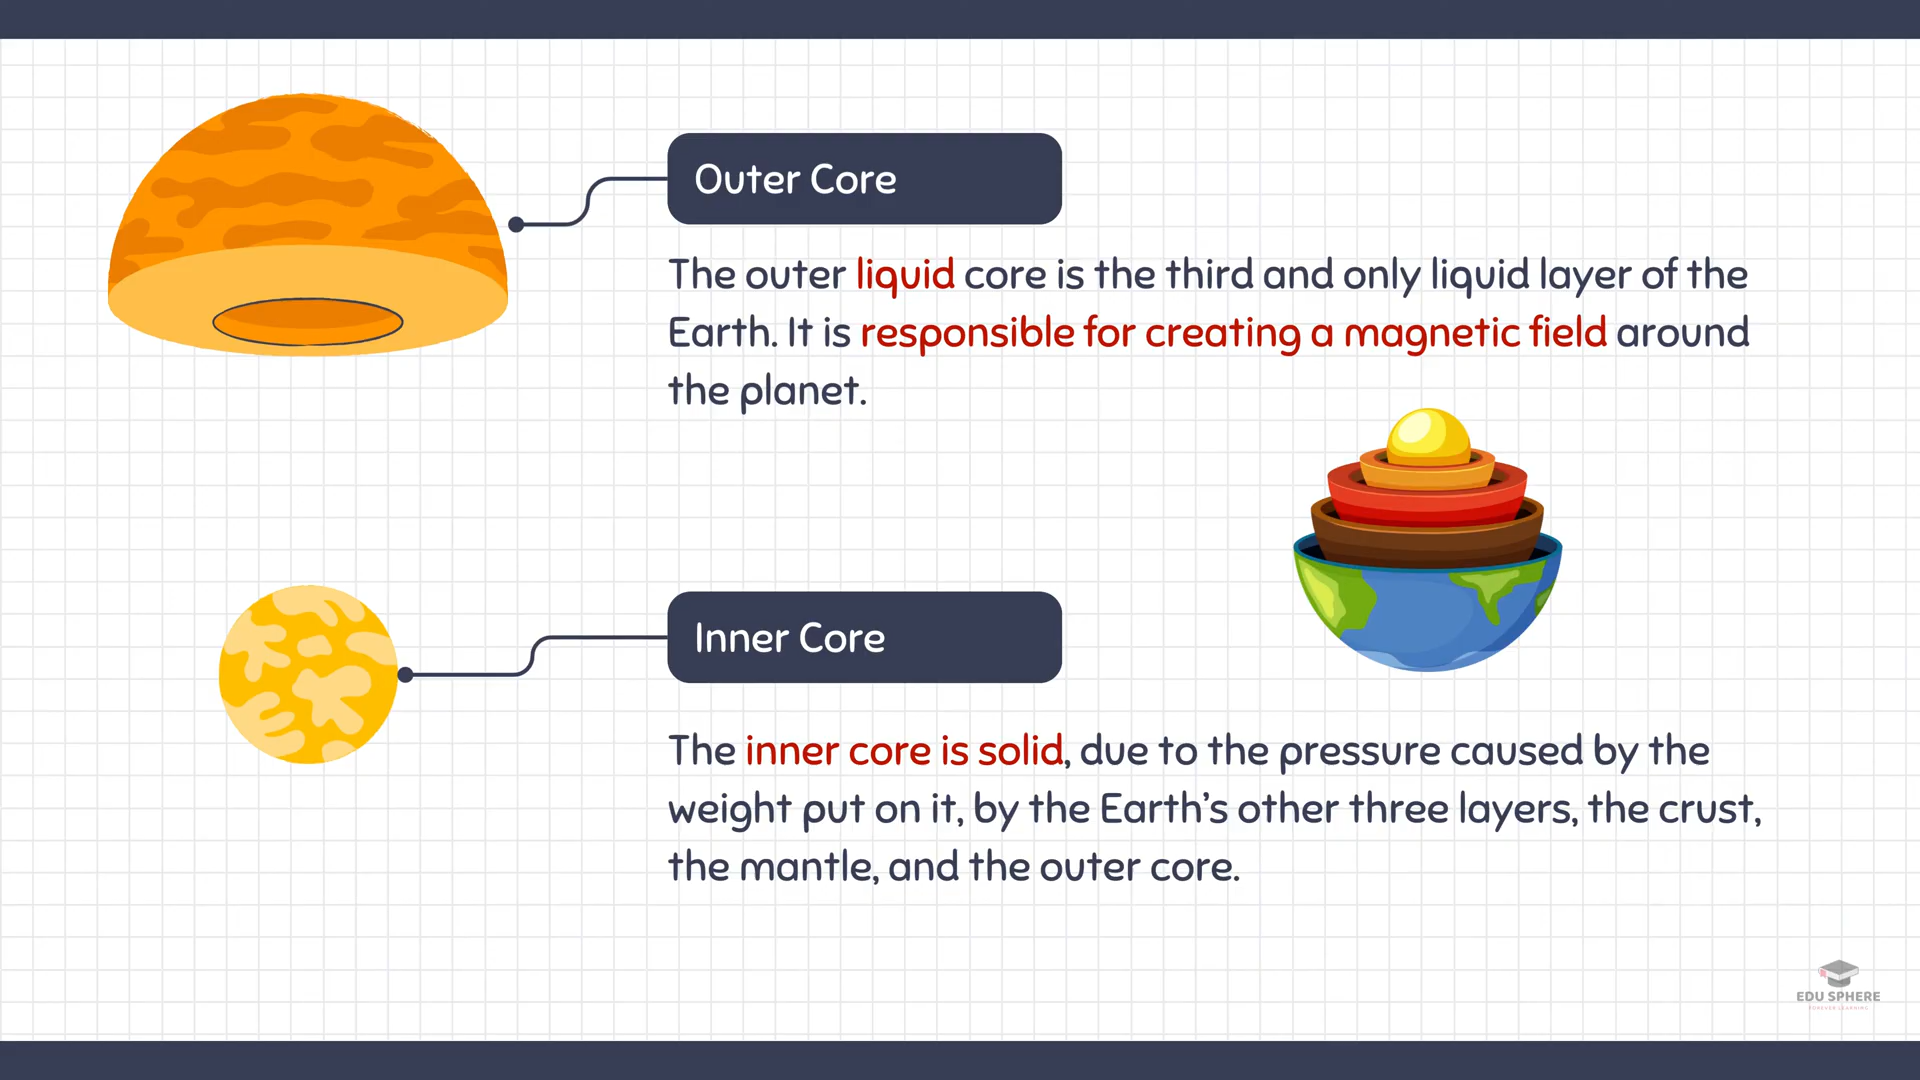 Outer Core
The outer liquid core is the third and only liquid layer of the
Earth. It is responsible for creating a magnetic field around
the planet.
Inner Core
The inner core is solid, due to the pressure caused by the
weight put on it, by the Earth's other three layers, the crust,
the mantle, and the outer core.
EDU SPHERE
FOREVER LEARNING